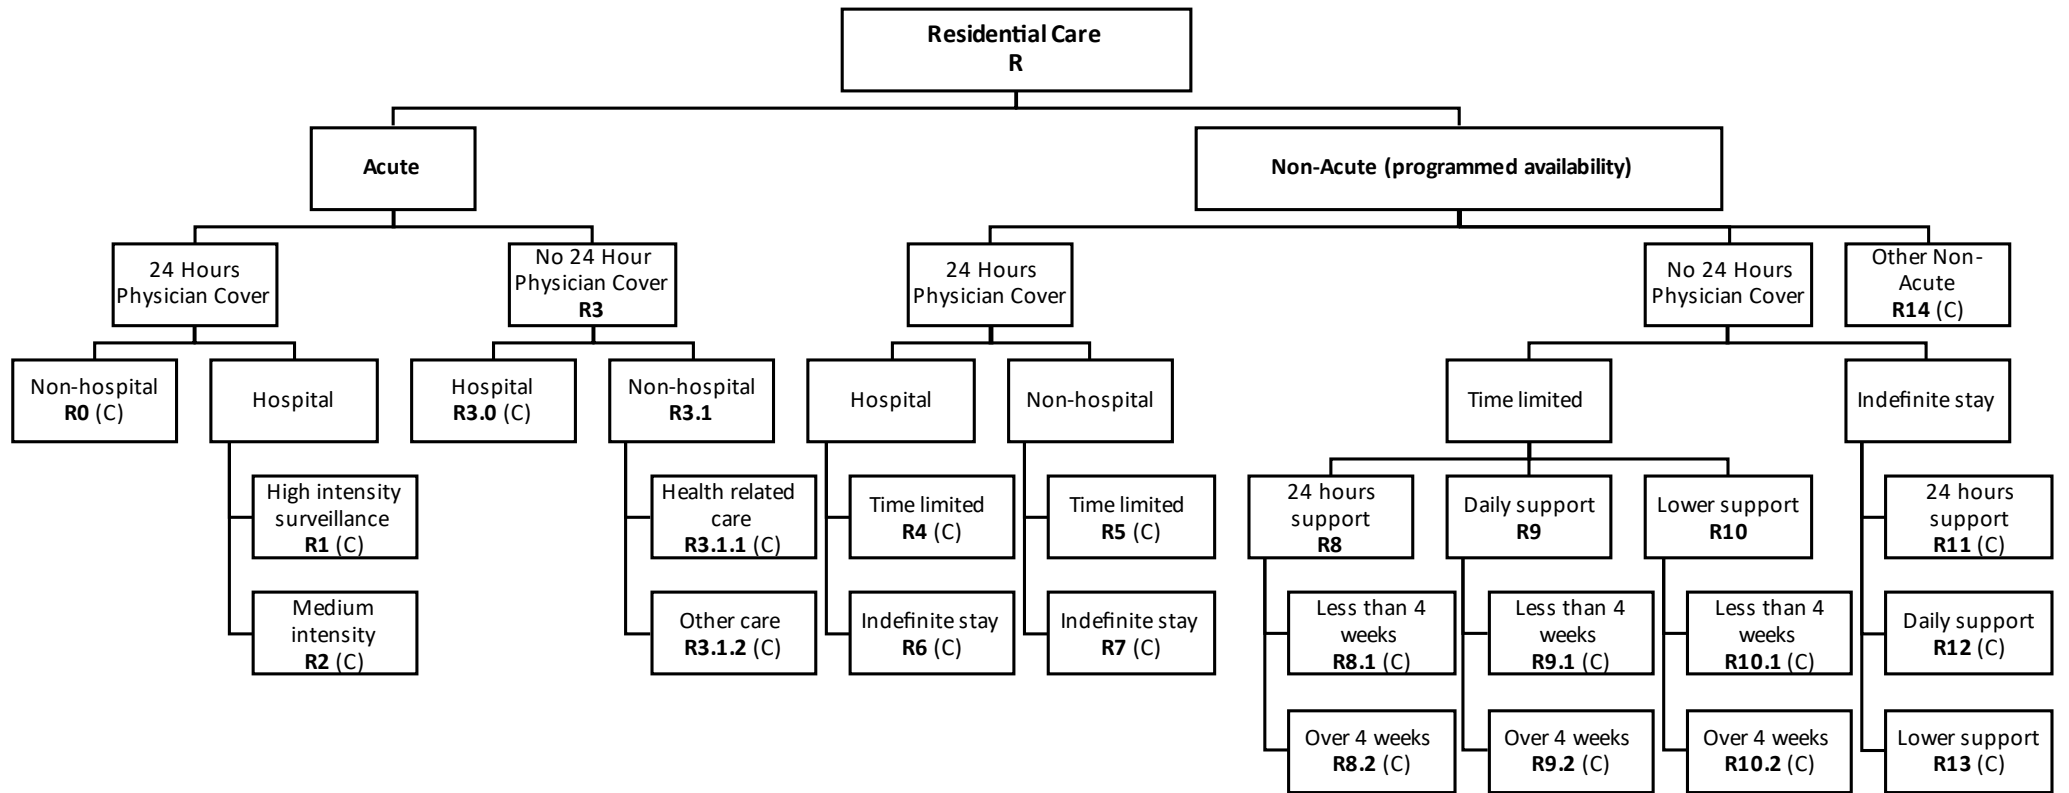 Residential Care
R
Acute
Non-Acute (programmed availability)
24 Hours
Physician Cover
No 24 Hour
Physician Cover
R3
24 Hours
Physician Cover
No 24 Hours
Physician Cover
Other Non-
Acute
R14 (C)
Non-hospital
R0 (C)
Hospital
Hospital
R3.0 (C)
Non-hospital
R3.1
Hospital
Non-hospital
Time limited
Indefinite stay
High intensity
surveillance
R1 (C)
Health related
care
R3.1.1 (C)
Time limited
R4 (C)
Time limited
R5 (C)
24 hours
support
R8
Daily support
R9
Lower support
R10
24 hours
support
R11 (C)
Medium
intensity
R2 (C)
Other care
R3.1.2 (C)
Indefinite stay
R6 (C)
Indefinite stay
R7 (C)
Less than 4
weeks
R8.1 (C)
Less than 4
weeks
R9.1 (C)
Less than 4
weeks
R10.1 (C)
Daily support
R12 (C)
Over 4 weeks
R8.2 (C)
Over 4 weeks
R9.2 (C)
Over 4 weeks
R10.2 (C)
Lower support
R13 (C)